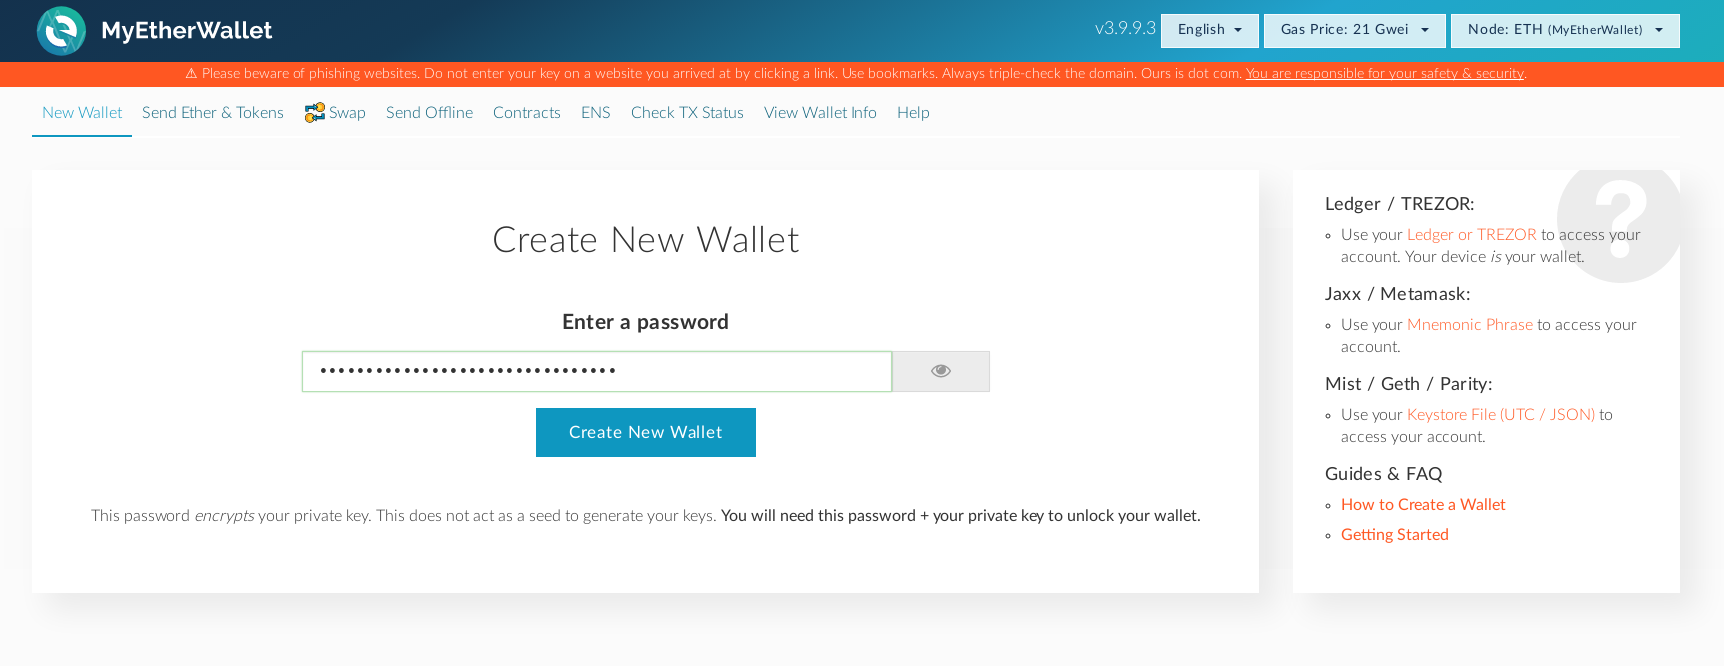 MyEtherWallet
v3.9.9.3 English Gas Price: 21 Gwei Node: ETH (MyEtherWallet)
⚠ Please beware of phishing websites. Do not enter your key on a website you arrived at by clicking a link. Use bookmarks. Always triple-check the domain. Ours is dot com. You are responsible for your safety & security.
New Wallet Send Ether & Tokens Swap Send Offline Contracts ENS Check TX Status View Wallet Info Help
Create New Wallet
Enter a password
••••••••••••••••••••••••••••••••
Create New Wallet
This password encrypts your private key. This does not act as a seed to generate your keys. You will need this password + your private key to unlock your wallet.
?
Ledger / TREZOR:
Use your Ledger or TREZOR to access your
account. Your device is your wallet.
Jaxx / Metamask:
Use your Mnemonic Phrase to access your
account.
Mist / Geth / Parity:
Use your Keystore File (UTC / JSON) to
access your account.
Guides & FAQ
How to Create a Wallet
Getting Started